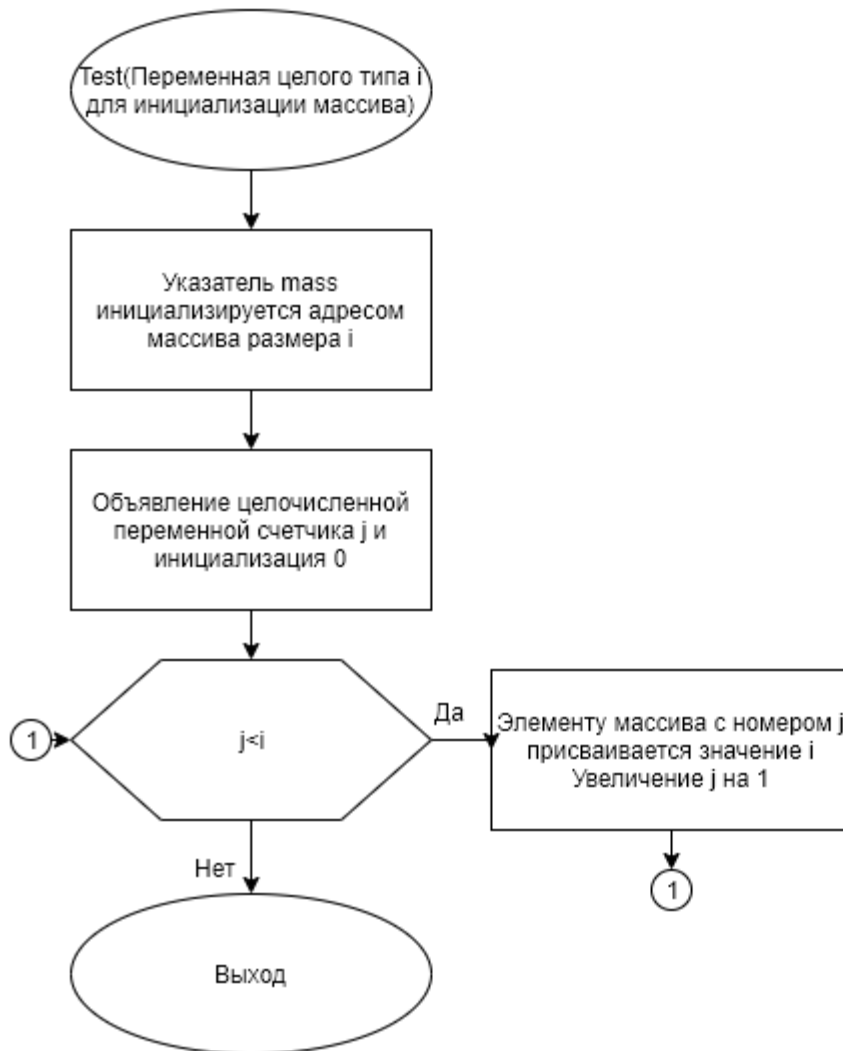 Test(Переменная целого типа i
для инициализации массива)
Указатель mass
инициализируется адресом
массива размера i
Объявление целочисленной
переменной счетчика j и
инициализация 0
1
j<i
Да
Элементу массива с номером j
присваивается значение i
Увеличение j на 1
1
Нет
Выход